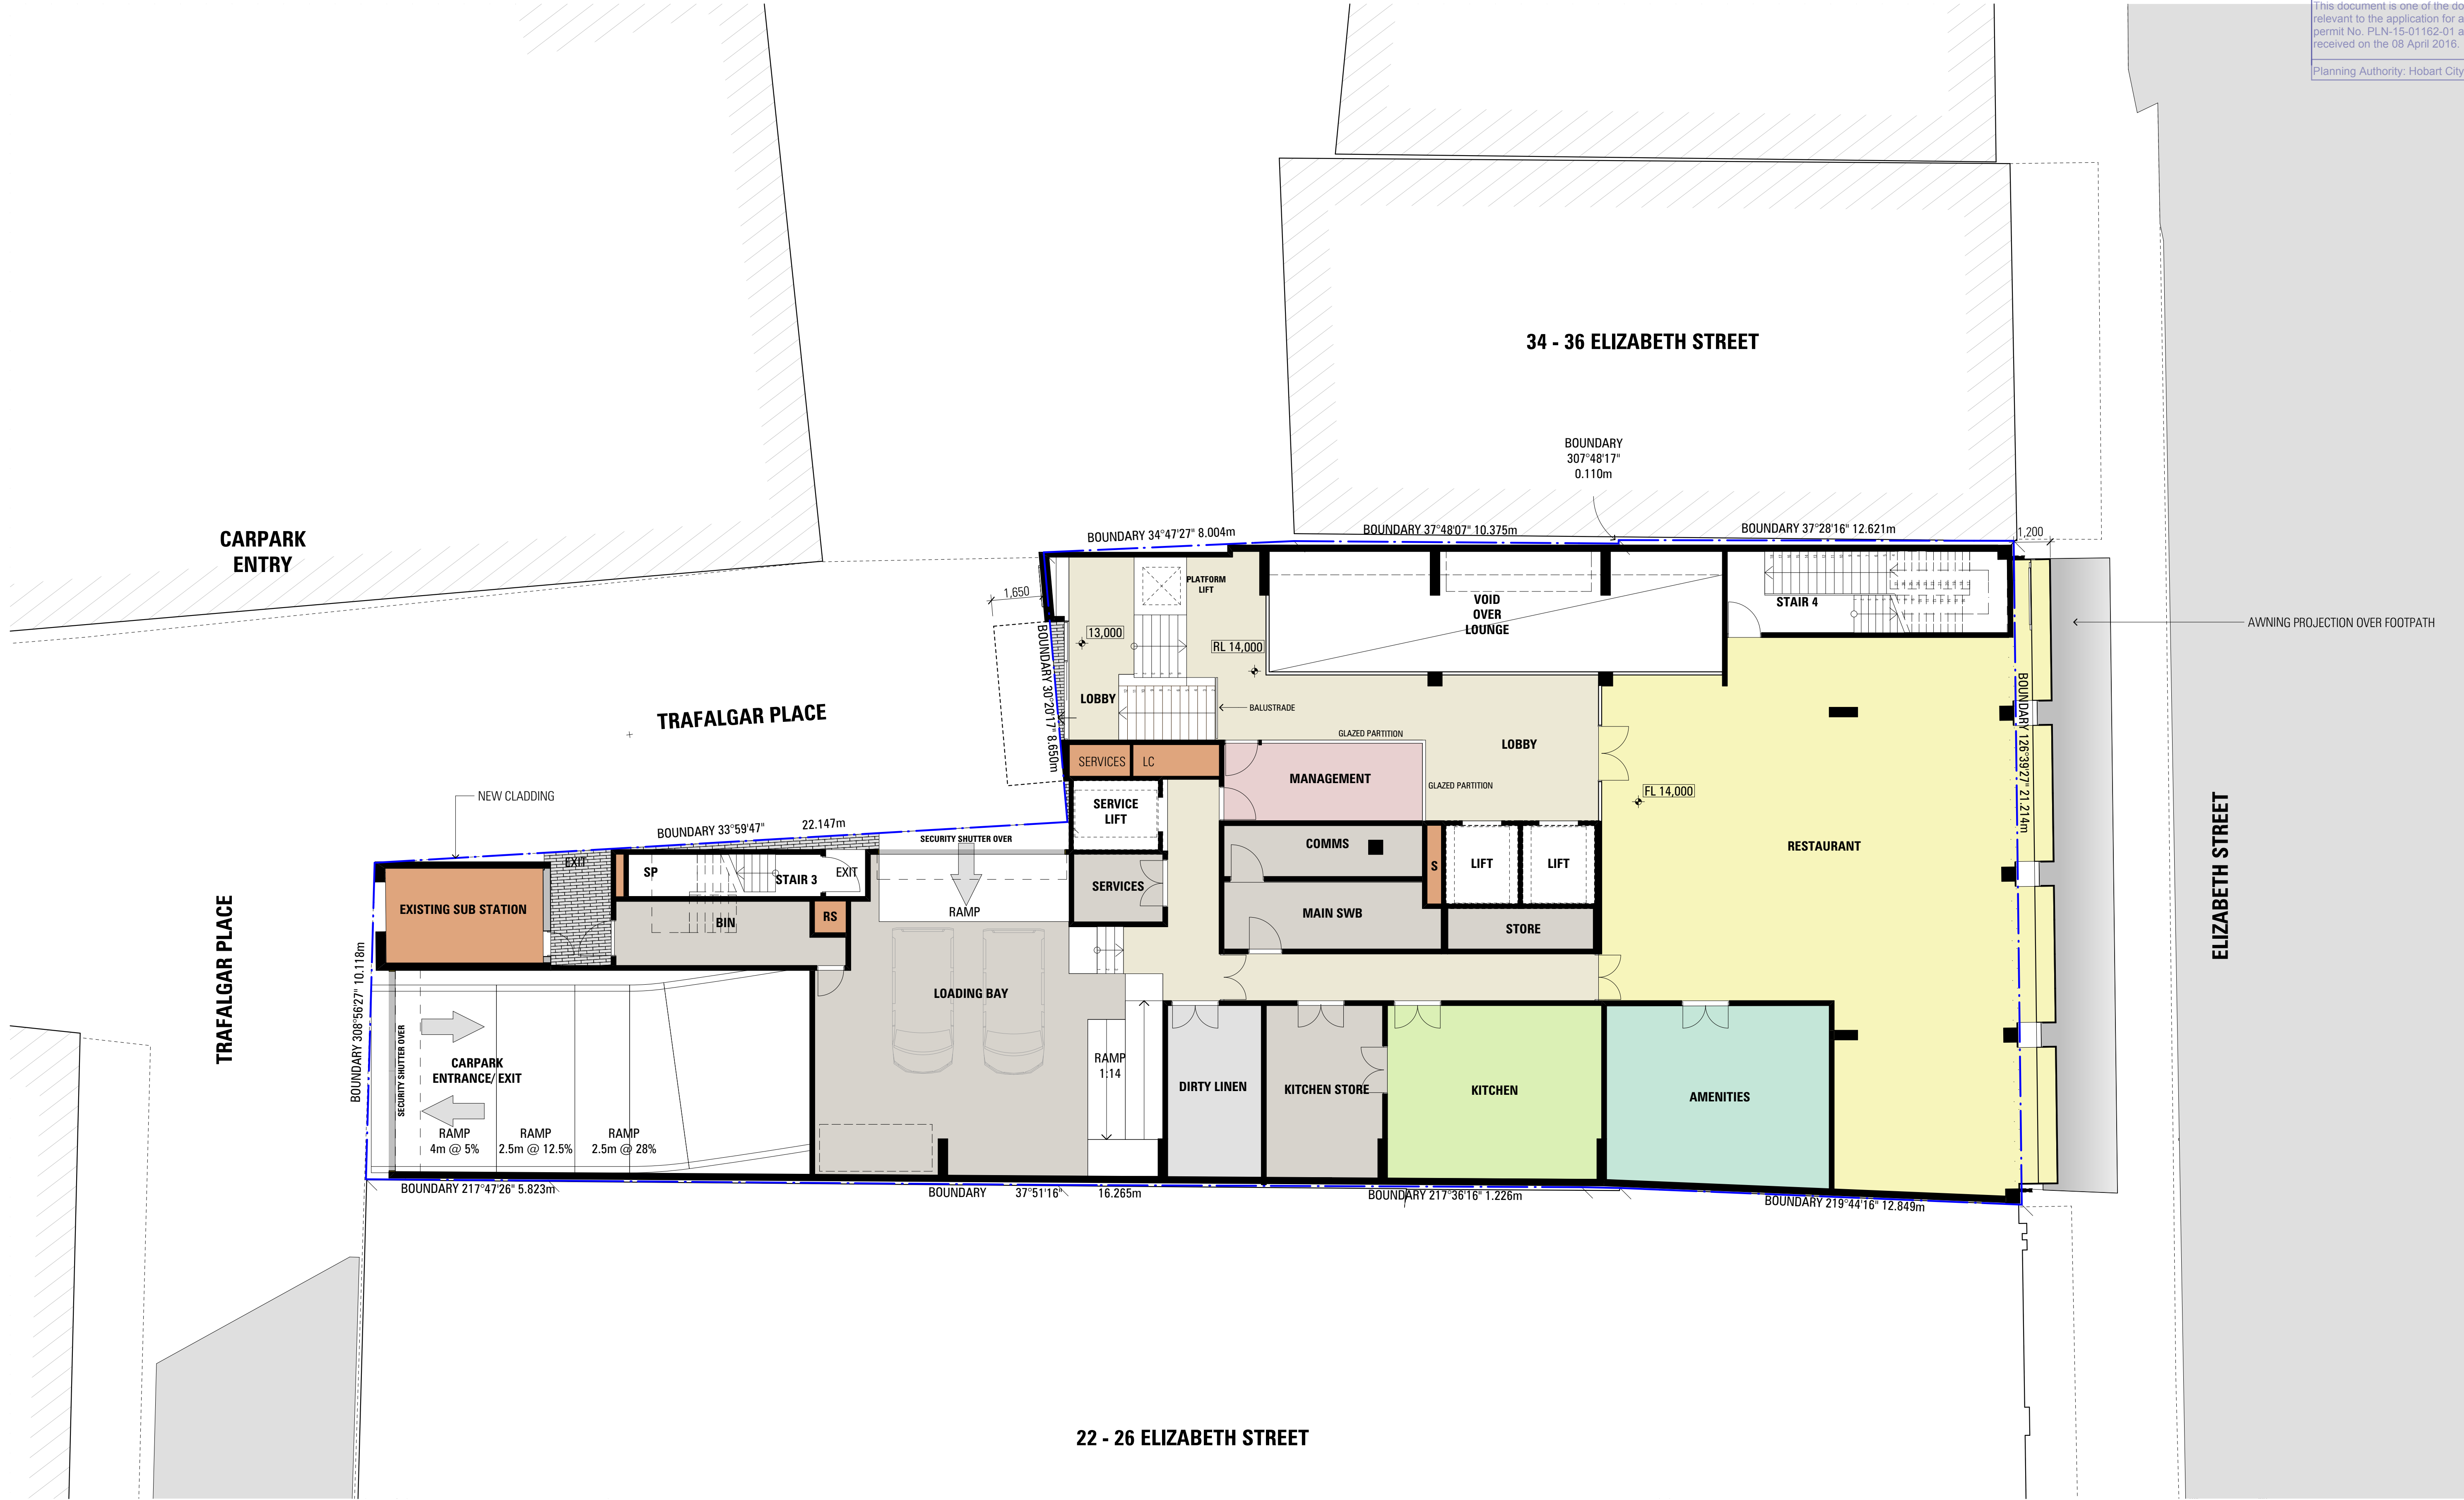 This document is one of the do
relevant to the application for a
permit No. PLN-15-01162-01 a
received on the 08 April 2016.
Planning Authority: Hobart City
34 - 36 ELIZABETH STREET
BOUNDARY
307°48'17"
0.110m
CARPARK
ENTRY
BOUNDARY 34°47'27" 8.004m
BOUNDARY 37°48'07" 10.375m
BOUNDARY 37°28'16" 12.621m
1,200
PLATFORM
LIFT
1,650
VOID
OVER
LOUNGE
STAIR 4
AWNING PROJECTION OVER FOOTPATH
13,000
RL 14,000
BOUNDARY 30°20'17" 8.650m
LOBBY
TRAFALGAR PLACE
BALUSTRADE
GLAZED PARTITION
LOBBY
BOUNDARY 126°39'27" 21.214m
SERVICES
LC
MANAGEMENT
GLAZED PARTITION
FL 14,000
NEW CLADDING
SERVICE
LIFT
BOUNDARY 33°59'47"
22.147m
SECURITY SHUTTER OVER
COMMS
RESTAURANT
ELIZABETH STREET
EXIT
SP
STAIR 3
EXIT
SERVICES
S
LIFT
LIFT
EXISTING SUB STATION
RAMP
RS
BIN
MAIN SWB
STORE
TRAFALGAR PLACE
BOUNDARY 308°56'27" 10.118m
LOADING BAY
SECURITY SHUTTER OVER
CARPARK
ENTRANCE/ EXIT
RAMP
1:14
DIRTY LINEN
KITCHEN STORE
KITCHEN
AMENITIES
RAMP
4m @ 5%
RAMP
2.5m @ 12.5%
RAMP
2.5m @ 28%
BOUNDARY 217°47'26" 5.823m
BOUNDARY
37°51'16"
16.265m
BOUNDARY 217°36'16" 1.226m
BOUNDARY 219°44'16" 12.849m
22 - 26 ELIZABETH STREET